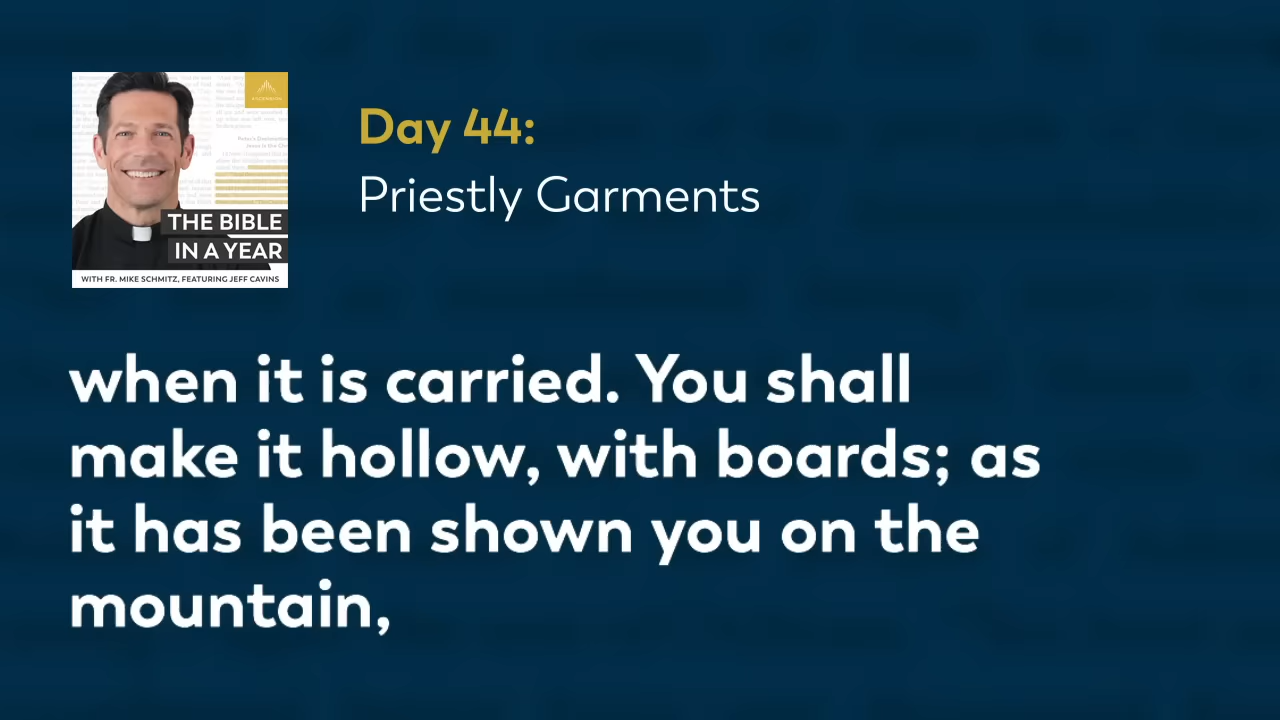 Day 44:
Priestly Garments
THE BIBLE
IN A YEAR
WITH FR. MIKE SCHMITZ, FEATURING JEFF CAVINS
when it is carried. You shall
make it hollow, with boards; as
it has been shown you on the
mountain,